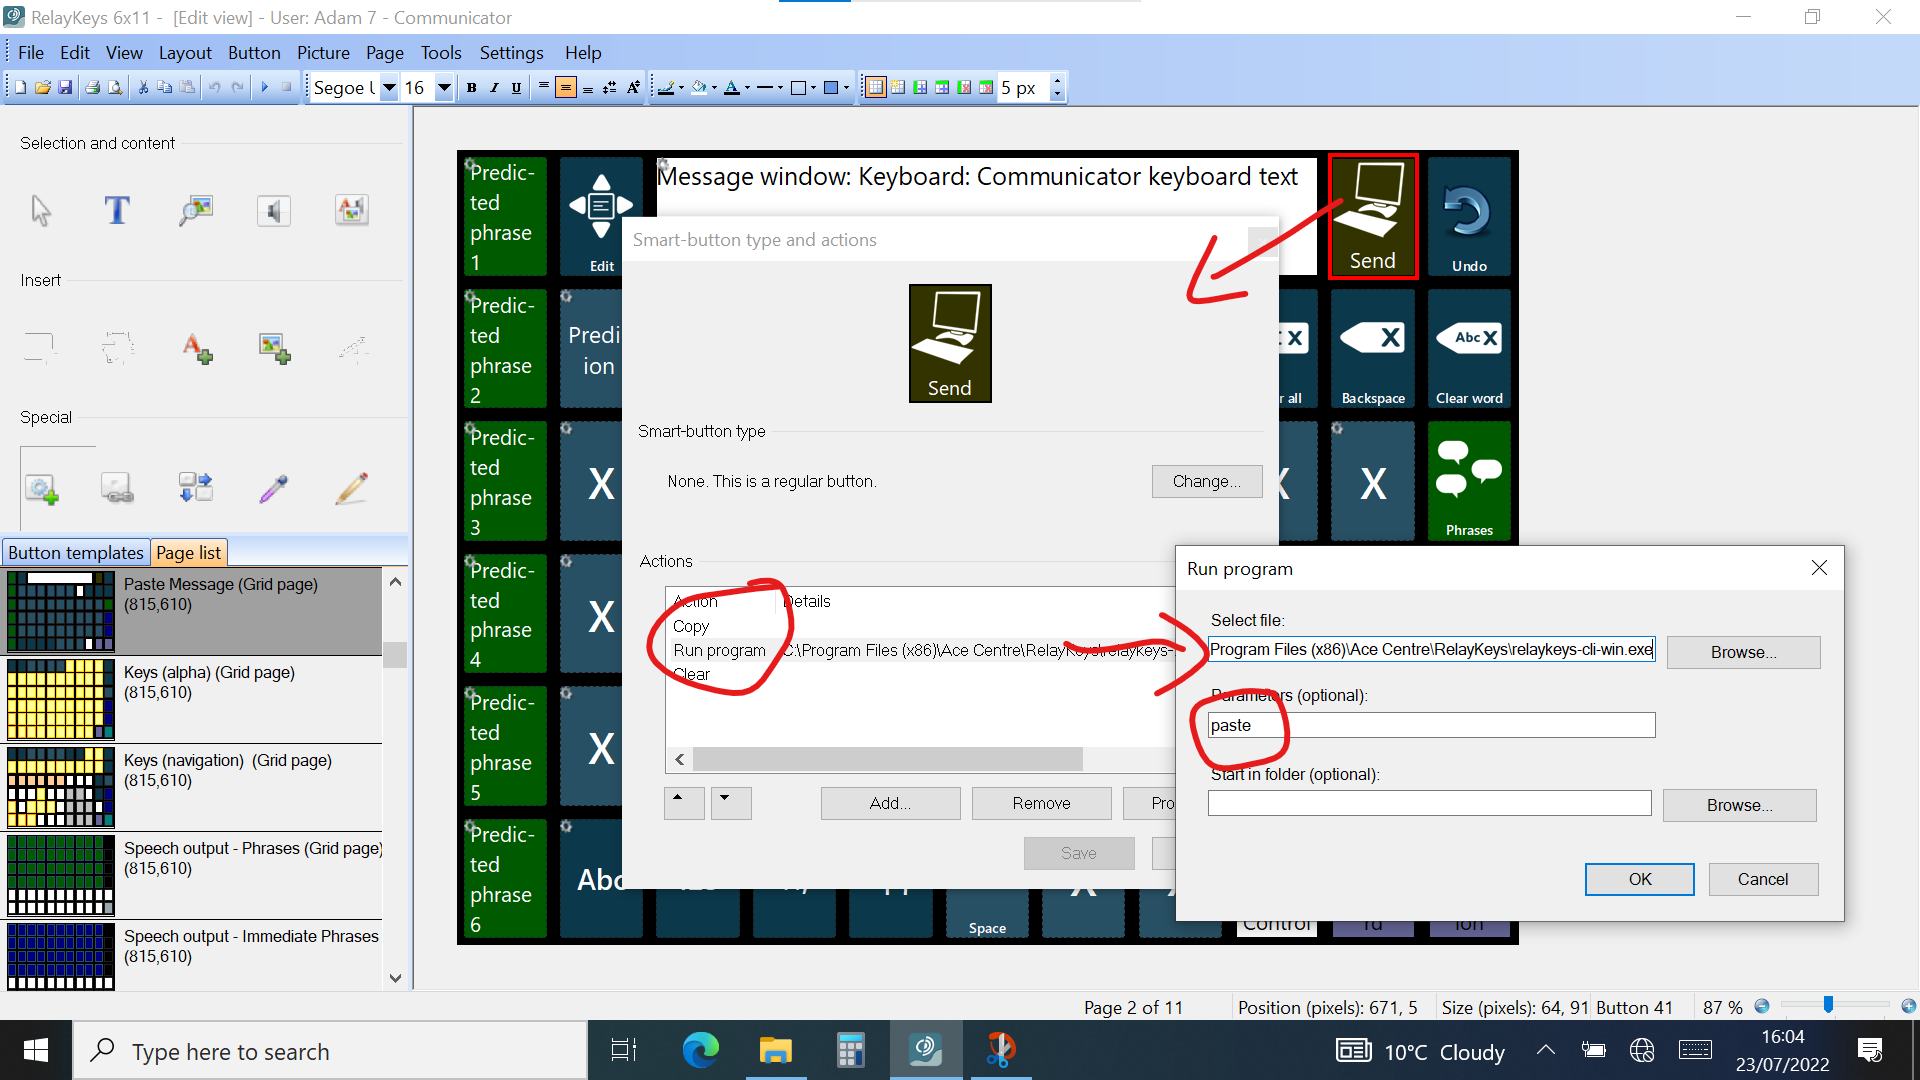 RelayKeys 6x11 - [Edit view] - User: Adam 7 - Communicator
File Edit View Layout Button Picture Page Tools Settings Help
Segoe U 16 B I U A A 5 px
Selection and content
T
Insert
Special
Button templates Page list
Paste Message (Grid page)
(815,610)
Keys (alpha) (Grid page)
(815,610)
Keys (navigation) (Grid page)
(815,610)
Speech output - Phrases (Grid page)
(815,610)
Speech output - Immediate Phrases
(815,610)
Predic-
ted
phrase
1
Edit
Message window: Keyboard: Communicator keyboard text
Send
Undo
Predic-
ted
phrase
2
Predi
ion
X
r all
X
Backspace
Abc X
Clear word
Predic-
ted
phrase
3
X
X
Phrases
Predic-
ted
phrase
4
X
Predic-
ted
phrase
5
X
Predic-
ted
phrase
6
Abc
Space
Control
rd
ion
Smart-button type and actions
Send
Smart-button type
None. This is a regular button.
Change...
Actions
Action Details
Copy
Run program C:\Program Files (x86)\Ace Centre\RelayKeys\relaykeys-
Clear
Add... Remove Pro
Save
Run program
Select file:
Program Files (x86)\Ace Centre\RelayKeys\relaykeys-cli-win.exe
Browse...
Parameters (optional):
paste
Start in folder (optional):
Browse...
OK Cancel
Page 2 of 11 Position (pixels): 671, 5 Size (pixels): 64, 91 Button 41 87 %
Type here to search
10°C Cloudy
16:04
23/07/2022